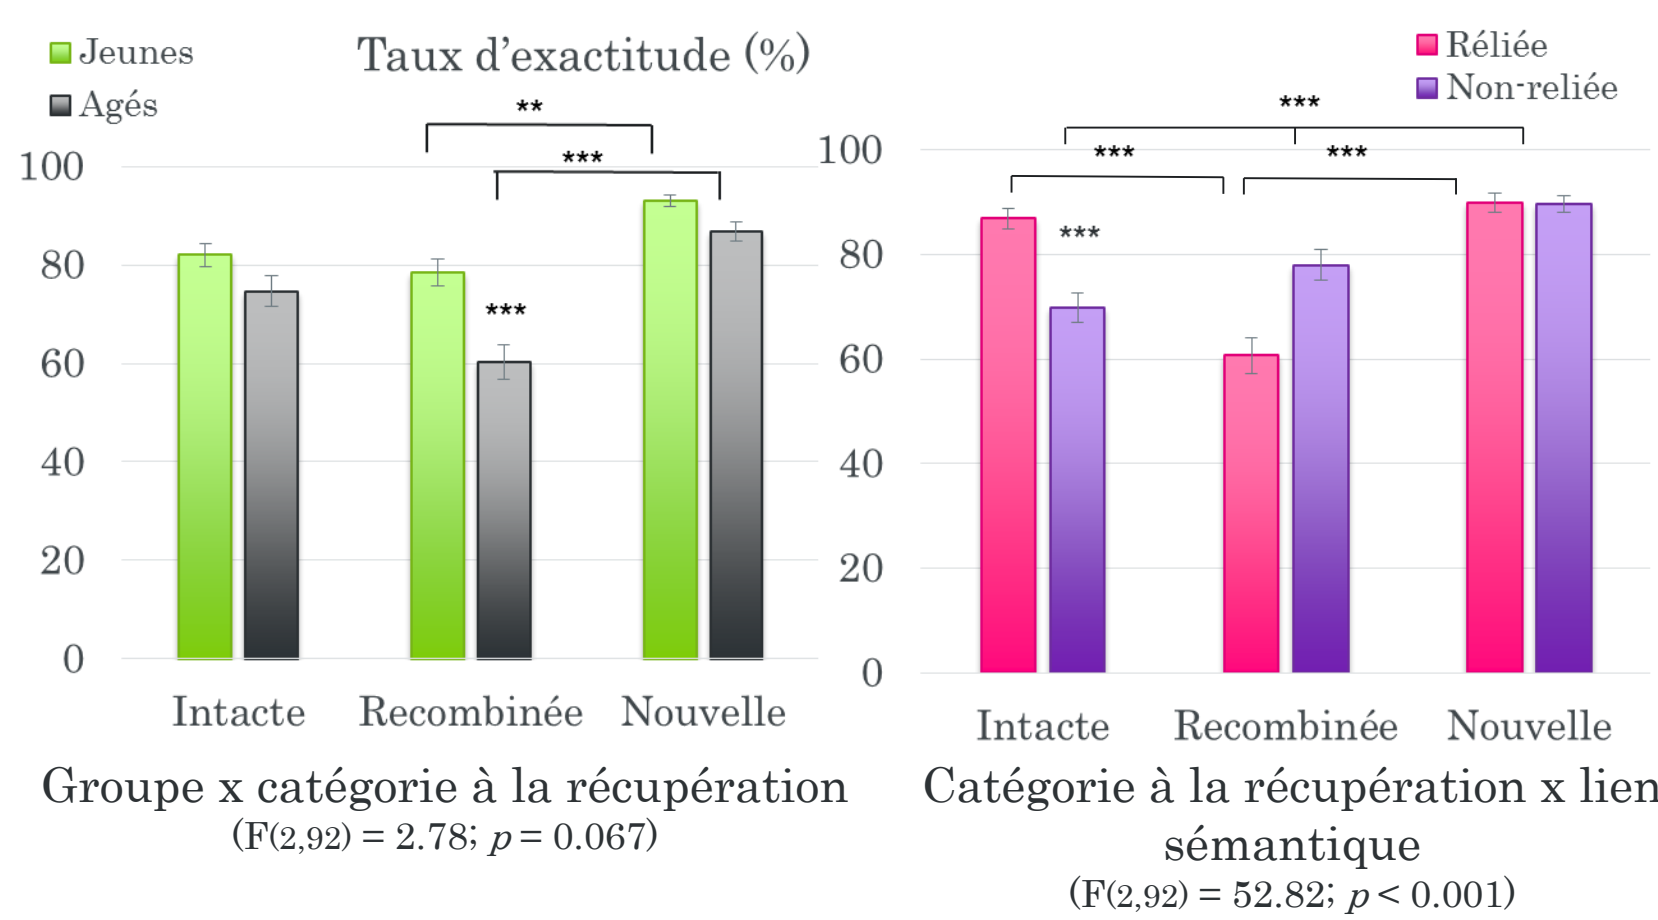 Jeunes
Agés
Taux d'exactitude (%)
**
***
***
100
80
60
40
20
0
Intacte Recombinée Nouvelle
Groupe x catégorie à la récupération
(F(2,92) = 2.78; p = 0.067)
Réliée
Non-reliée
***
***
***
***
100
80
60
40
20
0
Intacte Recombinée Nouvelle
Catégorie à la récupération x lien
sémantique
(F(2,92) = 52.82; p < 0.001)